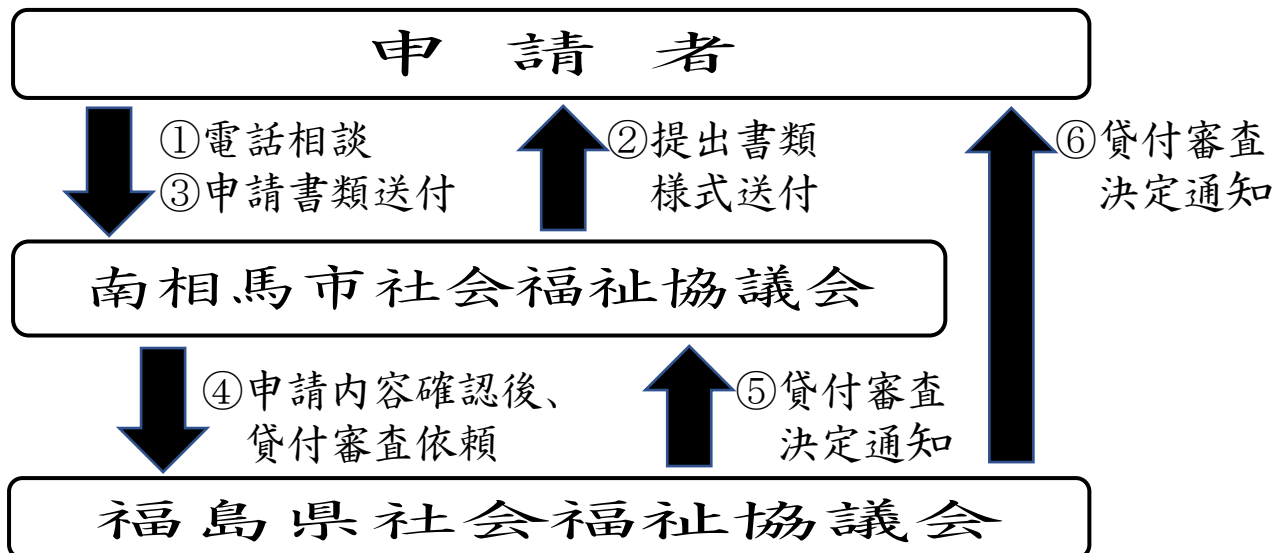 申請者
①電話相談
③申請書類送付
②提出書類
様式送付
⑥貸付審査
決定通知
南相馬市社会福祉協議会
④申請内容確認後、
貸付審査依頼
⑤貸付審査
決定通知
福島県社会福祉協議会